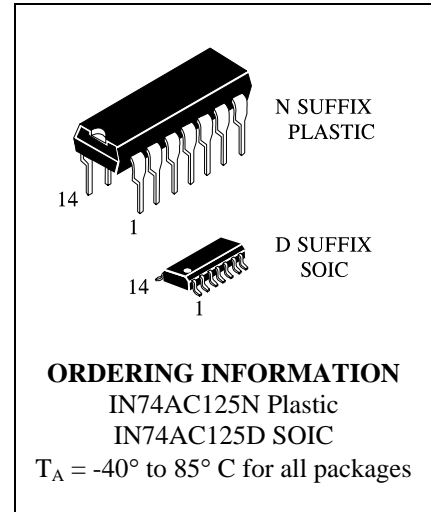 N SUFFIX
PLASTIC
14
1
D SUFFIX
SOIC
14
1
ORDERING INFORMATION
IN74AC125N Plastic
IN74AC125D SOIC
TA = -40° to 85° C for all packages